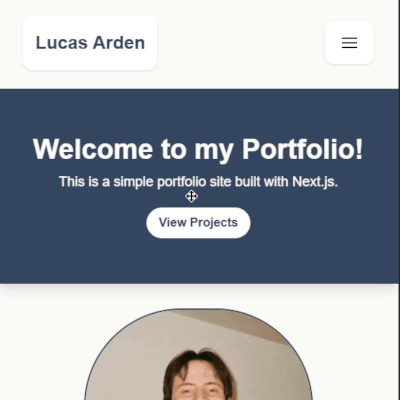 Lucas Arden
Welcome to my Portfolio!
This is a simple portfolio site built with Next.js.
View Projects